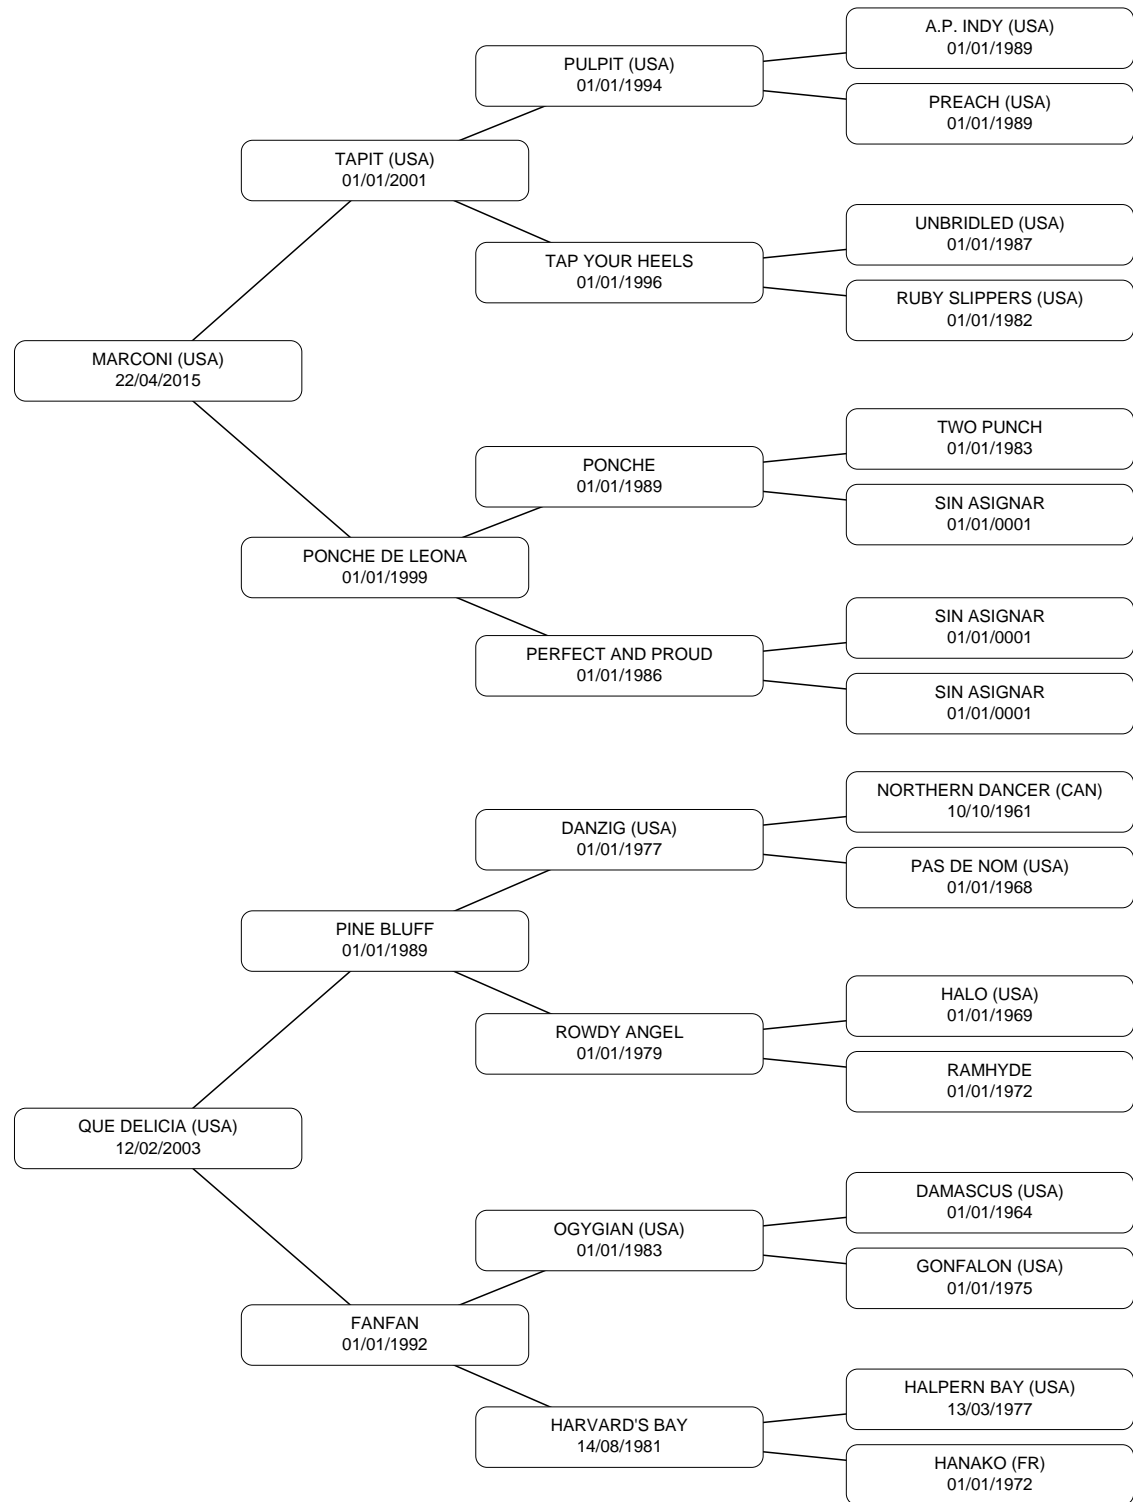 A.P. INDY (USA)
01/01/1989
PULPIT (USA)
01/01/1994
PREACH (USA)
01/01/1989
TAPIT (USA)
01/01/2001
UNBRIDLED (USA)
01/01/1987
TAP YOUR HEELS
01/01/1996
RUBY SLIPPERS (USA)
01/01/1982
MARCONI (USA)
22/04/2015
TWO PUNCH
01/01/1983
PONCHE
01/01/1989
SIN ASIGNAR
01/01/0001
PONCHE DE LEONA
01/01/1999
SIN ASIGNAR
01/01/0001
PERFECT AND PROUD
01/01/1986
SIN ASIGNAR
01/01/0001
NORTHERN DANCER (CAN)
10/10/1961
DANZIG (USA)
01/01/1977
PAS DE NOM (USA)
01/01/1968
PINE BLUFF
01/01/1989
HALO (USA)
01/01/1969
ROWDY ANGEL
01/01/1979
RAMHYDE
01/01/1972
QUE DELICIA (USA)
12/02/2003
DAMASCUS (USA)
01/01/1964
OGYGIAN (USA)
01/01/1983
GONFALON (USA)
01/01/1975
FANFAN
01/01/1992
HALPERN BAY (USA)
13/03/1977
HARVARD'S BAY
14/08/1981
HANAKO (FR)
01/01/1972